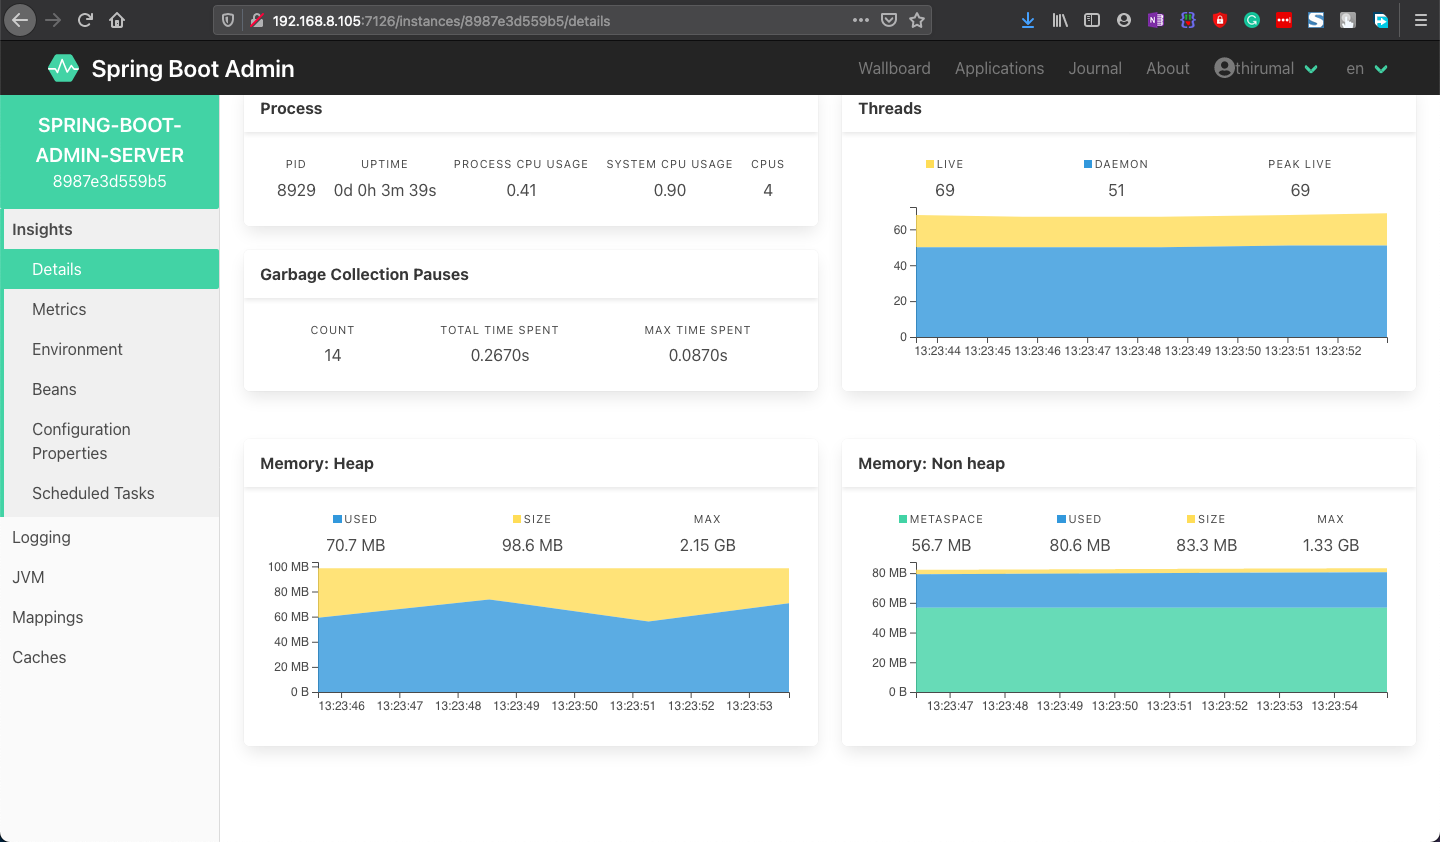 192.168.8.105:7126/instances/8987e3d559b5/details
Spring Boot Admin
Wallboard Applications Journal About thirumal en
SPRING-BOOT-
ADMIN-SERVER
8987e3d559b5
Insights
Details
Metrics
Environment
Beans
Configuration
Properties
Scheduled Tasks
Logging
JVM
Mappings
Caches
Process
PID UPTIME PROCESS CPU USAGE SYSTEM CPU USAGE CPUS
8929 0d 0h 3m 39s 0.41 0.90 4
Garbage Collection Pauses
COUNT TOTAL TIME SPENT MAX TIME SPENT
14 0.2670s 0.0870s
Threads
LIVE DAEMON PEAK LIVE
69 51 69
60
40
20
0
13:23:44 13:23:45 13:23:46 13:23:47 13:23:48 13:23:49 13:23:50 13:23:51 13:23:52
Memory: Heap
USED SIZE MAX
70.7 MB 98.6 MB 2.15 GB
100 MB
80 MB
60 MB
40 MB
20 MB
0 B
13:23:46 13:23:47 13:23:48 13:23:49 13:23:50 13:23:51 13:23:52 13:23:53
Memory: Non heap
METASPACE USED SIZE MAX
56.7 MB 80.6 MB 83.3 MB 1.33 GB
80 MB
60 MB
40 MB
20 MB
0 B
13:23:47 13:23:48 13:23:49 13:23:50 13:23:51 13:23:52 13:23:53 13:23:54